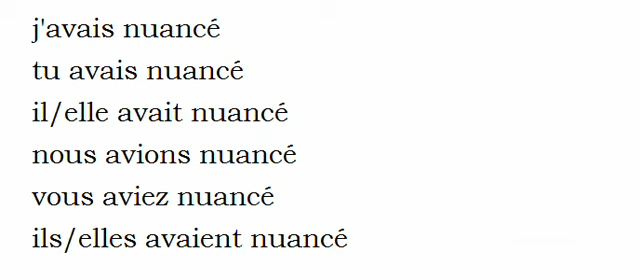 j'avais nuancé
tu avais nuancé
il/elle avait nuancé
nous avions nuancé
vous aviez nuancé
ils/elles avaient nuancé